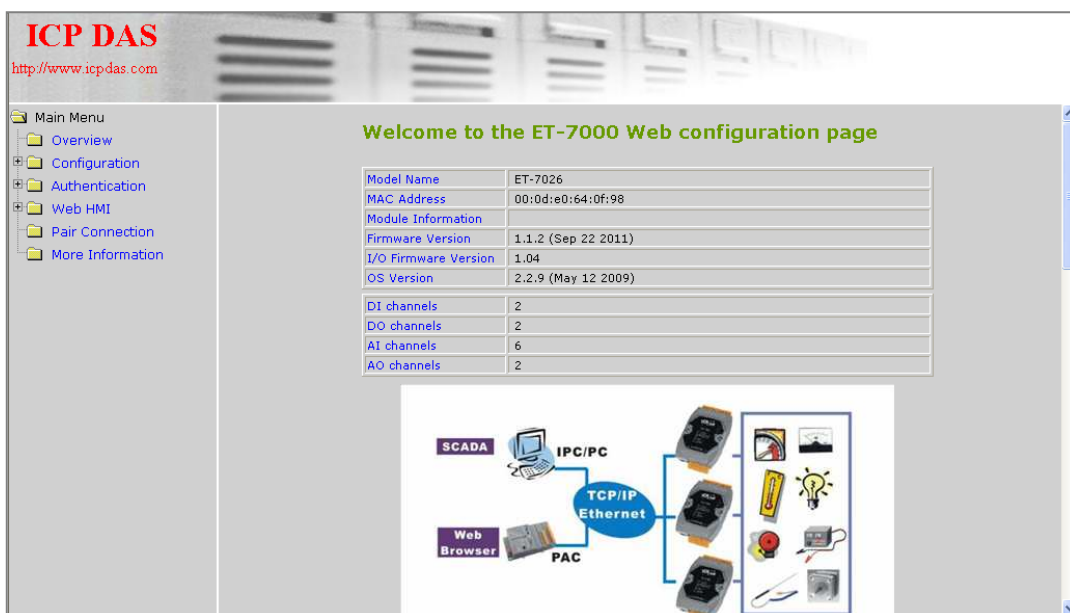 ICP DAS
http://www.icpdas.com
Main Menu
Overview
Configuration
Authentication
Web HMI
Pair Connection
More Information
Welcome to the ET-7000 Web configuration page
Model Name ET-7026
MAC Address 00:0d:e0:64:0f:98
Module Information
Firmware Version 1.1.2 (Sep 22 2011)
I/O Firmware Version 1.04
OS Version 2.2.9 (May 12 2009)
DI channels 2
DO channels 2
AI channels 6
AO channels 2
SCADA
IPC/PC
TCP/IP
Ethernet
Web
Browser
PAC